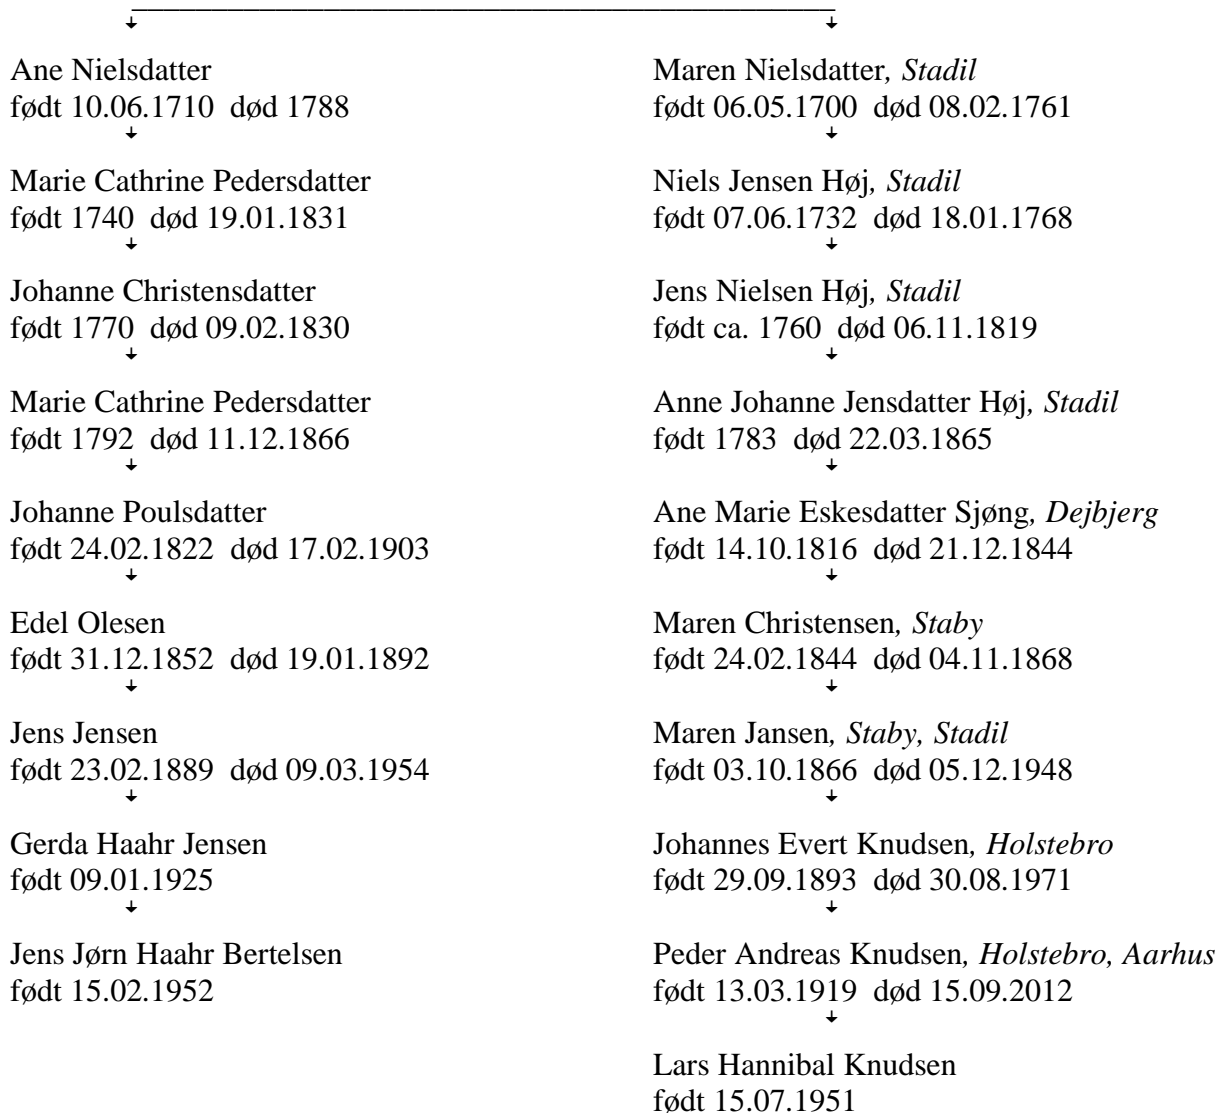 Ane Nielsdatter
født 10.06.1710 død 1788
Marie Cathrine Pedersdatter
født 1740 død 19.01.1831
Johanne Christensdatter
født 1770 død 09.02.1830
Marie Cathrine Pedersdatter
født 1792 død 11.12.1866
Johanne Poulsdatter
født 24.02.1822 død 17.02.1903
Edel Olesen
født 31.12.1852 død 19.01.1892
Jens Jensen
født 23.02.1889 død 09.03.1954
Gerda Haahr Jensen
født 09.01.1925
Jens Jørn Haahr Bertelsen
født 15.02.1952
Maren Nielsdatter, Stadil
født 06.05.1700 død 08.02.1761
Niels Jensen Høj, Stadil
født 07.06.1732 død 18.01.1768
Jens Nielsen Høj, Stadil
født ca. 1760 død 06.11.1819
Anne Johanne Jensdatter Høj, Stadil
født 1783 død 22.03.1865
Ane Marie Eskesdatter Sjøng, Dejbjerg
født 14.10.1816 død 21.12.1844
Maren Christensen, Staby
født 24.02.1844 død 04.11.1868
Maren Jansen, Staby, Stadil
født 03.10.1866 død 05.12.1948
Johannes Evert Knudsen, Holstebro
født 29.09.1893 død 30.08.1971
Peder Andreas Knudsen, Holstebro, Aarhus
født 13.03.1919 død 15.09.2012
Lars Hannibal Knudsen
født 15.07.1951